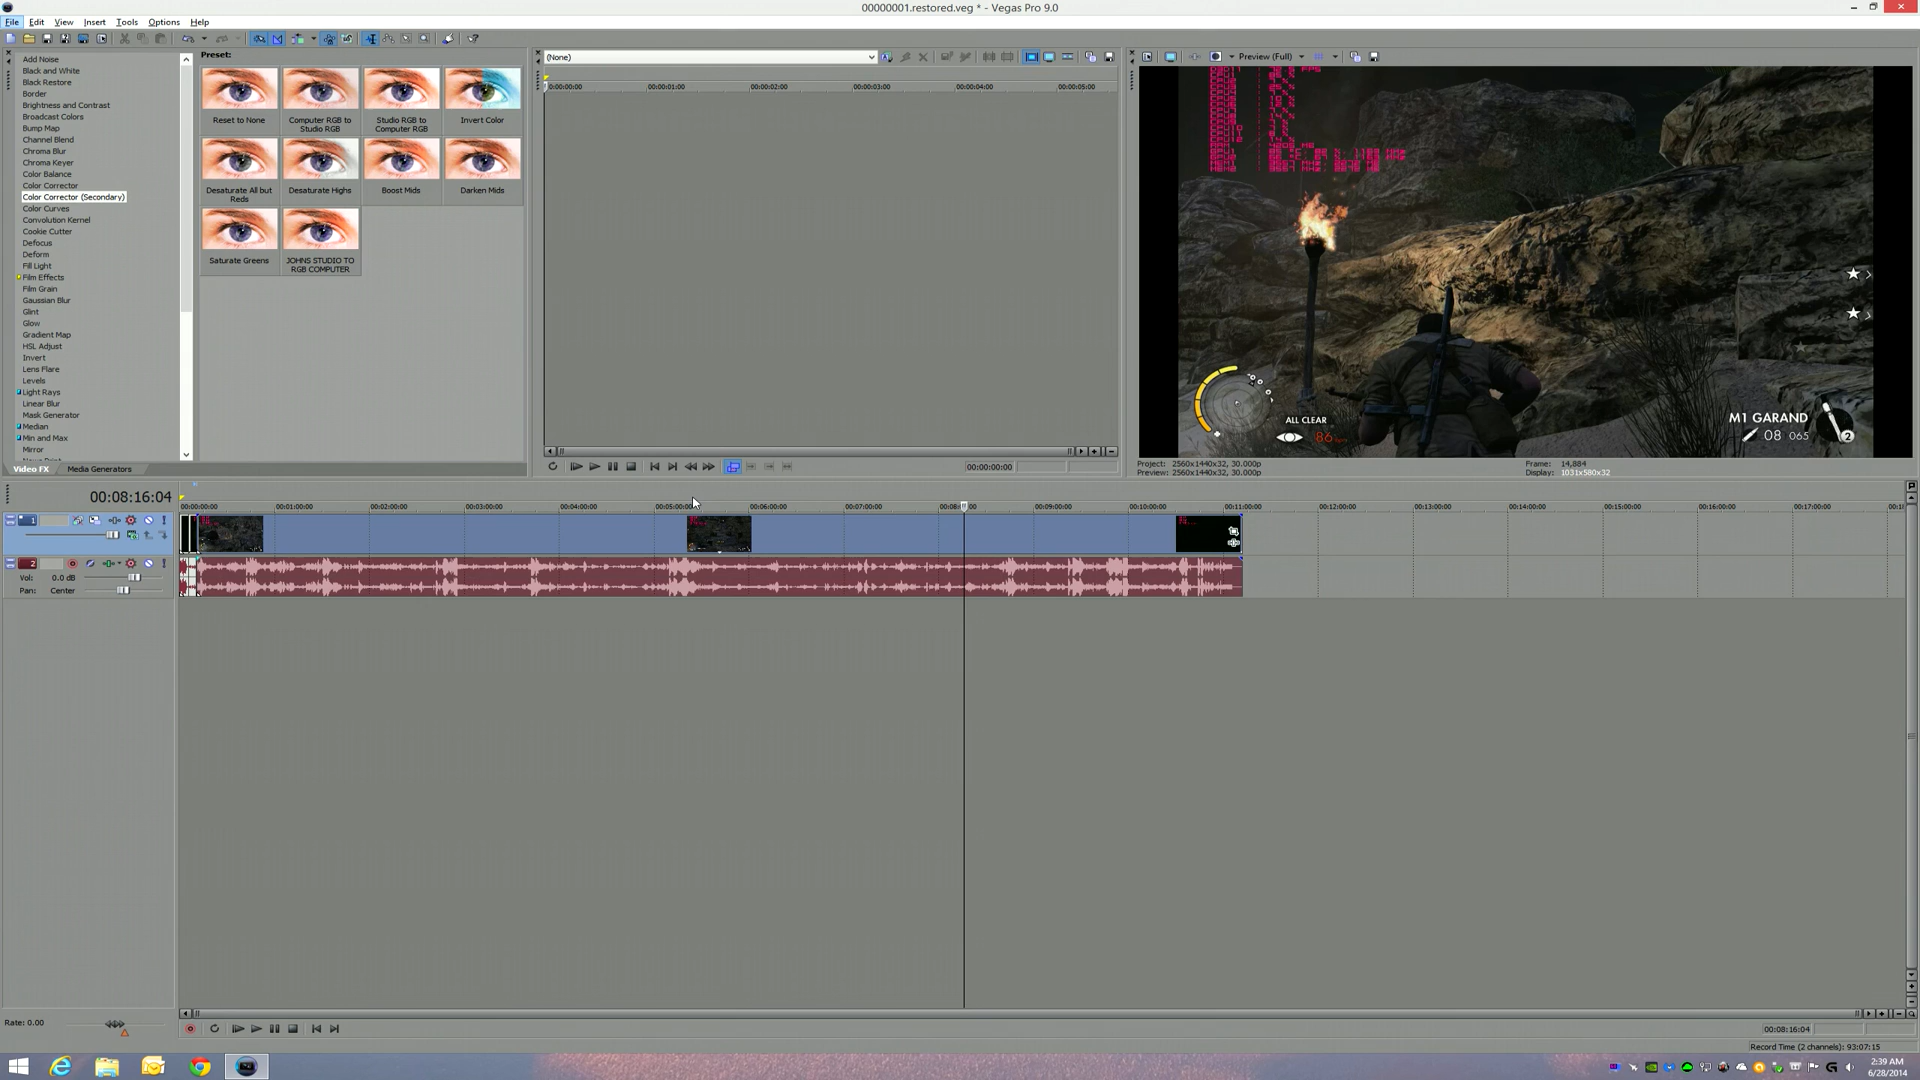 00000001.restored.veg * - Vegas Pro 9.0
File Edit View Insert Tools Options Help
Add Noise
Black and White
Black Restore
Border
Brightness and Contrast
Broadcast Colors
Bump Map
Channel Blend
Chroma Blur
Chroma Keyer
Color Balance
Color Corrector
Color Corrector (Secondary)
Color Curves
Convolution Kernel
Cookie Cutter
Defocus
Deform
Fill Light
Film Effects
Film Grain
Gaussian Blur
Glint
Glow
Gradient Map
HSL Adjust
Invert
Lens Flare
Levels
Light Rays
Linear Blur
Mask Generator
Median
Min and Max
Mirror
Video FX Media Generators
Preset:
Reset to None
Computer RGB to
Studio RGB
Studio RGB to
Computer RGB
Invert Color
Desaturate All but
Reds
Desaturate Highs
Boost Mids
Darken Mids
Saturate Greens
JOHNS STUDIO TO
RGB COMPUTER
(None)
0:00:00:00 00:00:01:00 00:00:02:00 00:00:03:00 00:00:04:00 00:00:05:00
00:00:00:00
Preview (Full)
ALL CLEAR
86
M1 GARAND
08 065
2
Project: 2560x1440x32, 30.000p
Preview: 2560x1440x32, 30.000p
Frame: 14,884
Display: 1031x580x32
00:08:16:04
00:00:00:00 00:01:00:00 00:02:00:00 00:03:00:00 00:04:00:00 00:05:00:00 00:06:00:00 00:07:00:00 00:08:00:00 00:09:00:00 00:10:00:00 00:11:00:00 00:12:00:00 00:13:00:00 00:14:00:00 00:15:00:00 00:16:00:00 00:17:00:00
1
2
Vol: 0.0 dB
Pan: Center
Rate: 0.00
00:08:16:04
Record Time (2 channels): 93:07:15
2:39 AM
6/28/2014